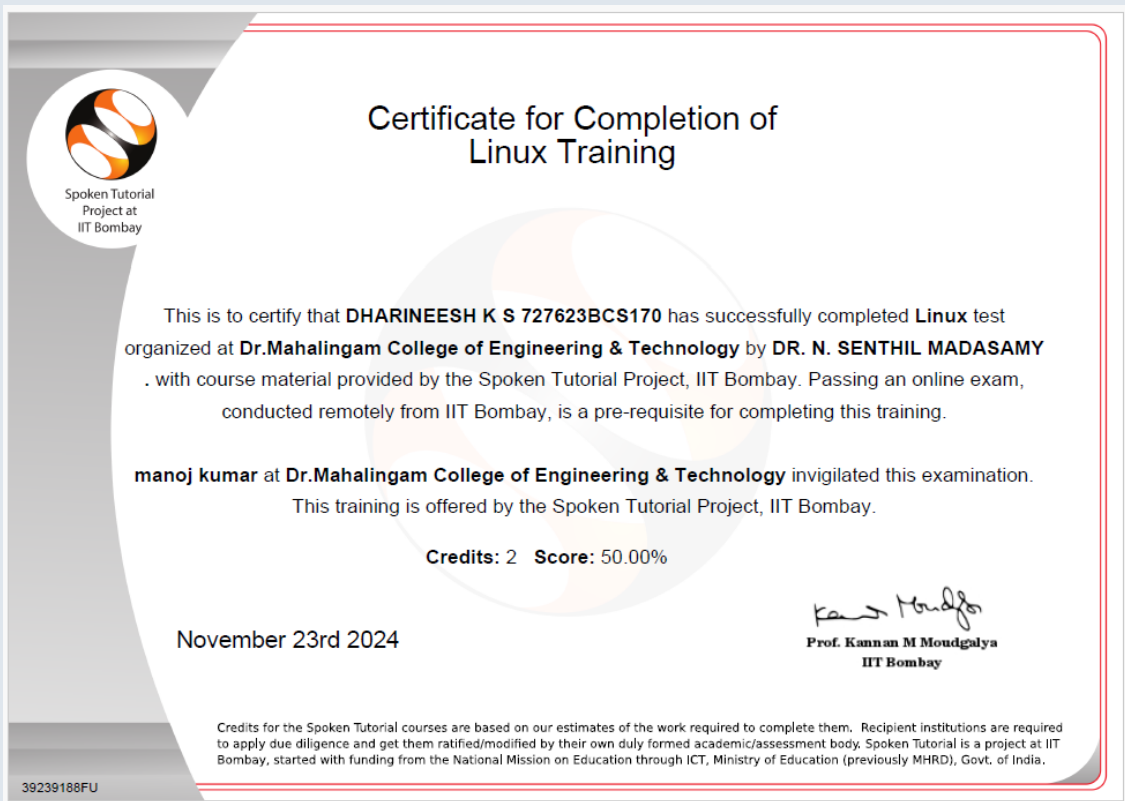 Certificate for Completion of
Linux Training
Spoken Tutorial
Project at
IIT Bombay
This is to certify that DHARINEESH K S 727623BCS170 has successfully completed Linux test
organized at Dr.Mahalingam College of Engineering & Technology by DR. N. SENTHIL MADASAMY
. with course material provided by the Spoken Tutorial Project, IIT Bombay. Passing an online exam,
conducted remotely from IIT Bombay, is a pre-requisite for completing this training.
manoj kumar at Dr.Mahalingam College of Engineering & Technology invigilated this examination.
This training is offered by the Spoken Tutorial Project, IIT Bombay.
Credits: 2 Score: 50.00%
November 23rd 2024
Prof. Kannan M Moudgalya
IIT Bombay
Credits for the Spoken Tutorial courses are based on our estimates of the work required to complete them. Recipient institutions are required
to apply due diligence and get them ratified/modified by their own duly formed academic/assessment body. Spoken Tutorial is a project at IIT
Bombay, started with funding from the National Mission on Education through ICT, Ministry of Education (previously MHRD), Govt. of India.
39239188FU